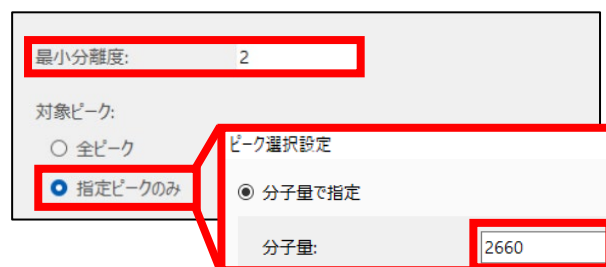 最小分離度: 2
対象ピーク:
全ピーク
指定ピークのみ
ピーク選択設定
分子量で指定
分子量: 2660